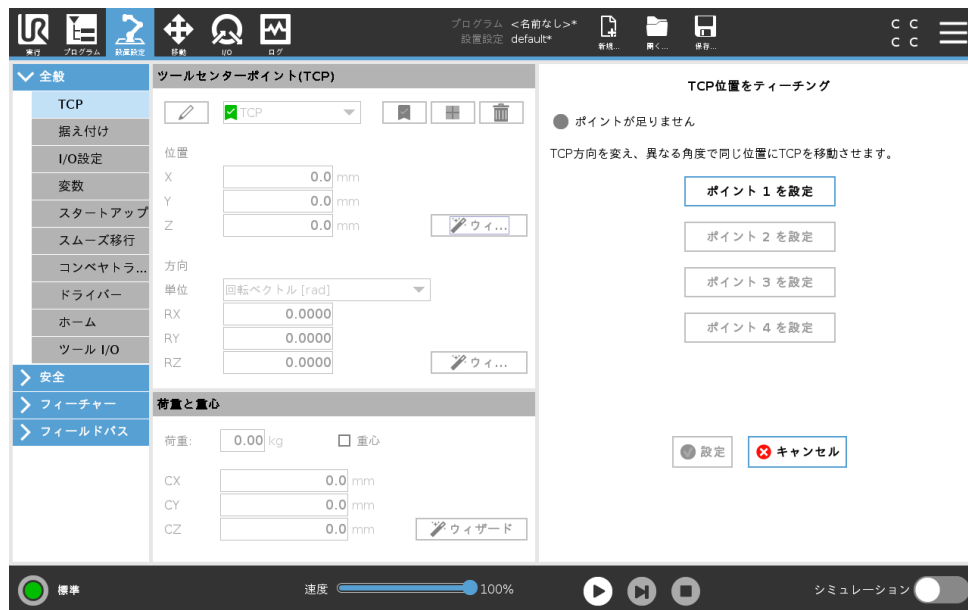 UR
実行 プログラム 設置設定 移動 I/O ログ
プログラム <名前なし>*
設置設定 default*
新規... 開く... 保存...
C C
C C
全般
TCP
据え付け
I/O設定
変数
スタートアップ
スムーズ移行
コンベヤトラ...
ドライバー
ホーム
ツール I/O
安全
フィーチャー
フィールドバス
ツールセンターポイント(TCP)
TCP
位置
X 0.0 mm
Y 0.0 mm
Z 0.0 mm ウィ...
方向
単位 回転ベクトル [rad]
RX 0.0000
RY 0.0000
RZ 0.0000 ウィ...
荷重と重心
荷重: 0.00 kg 重心
CX 0.0 mm
CY 0.0 mm
CZ 0.0 mm ウィザード
TCP位置をティーチング
ポイントが足りません
TCP方向を変え、異なる角度で同じ位置にTCPを移動させます。
ポイント 1 を設定
ポイント 2 を設定
ポイント 3 を設定
ポイント 4 を設定
設定 キャンセル
標準
速度 100%
シミュレーション